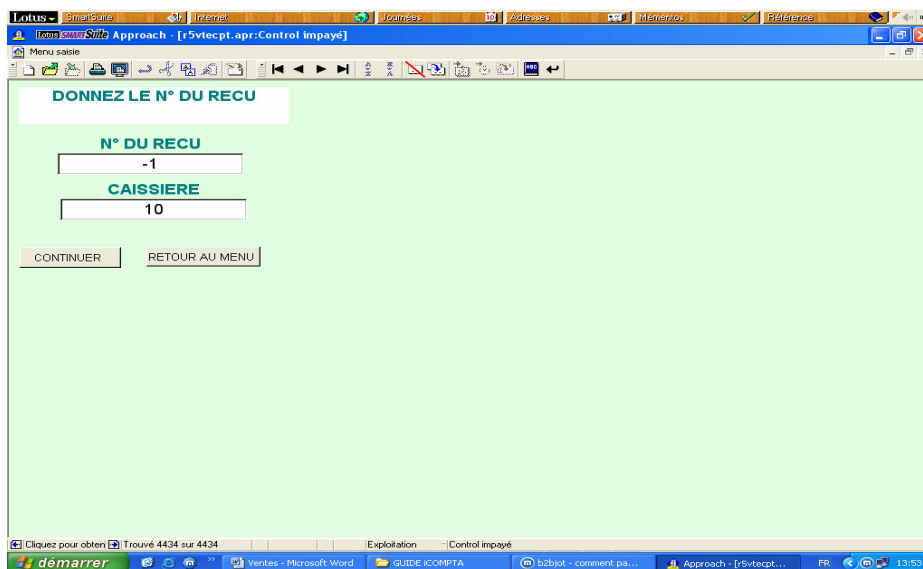 Lotus SmartSuite Internet Journées Adresses Mémentos Référence
Lotus SMARTSuite Approach - [r5vtecpt.apr:Control impayé]
Menu saisie
DONNEZ LE N° DU RECU
N° DU RECU
-1
CAISSIERE
10
CONTINUER RETOUR AU MENU
Cliquez pour obten Trouvé 4434 sur 4434 Exploitation Control impayé
démarrer Ventes - Microsoft Word GUIDE iCOMPTA b2bjot - comment pa... Approach - [r5vtecpt... FR